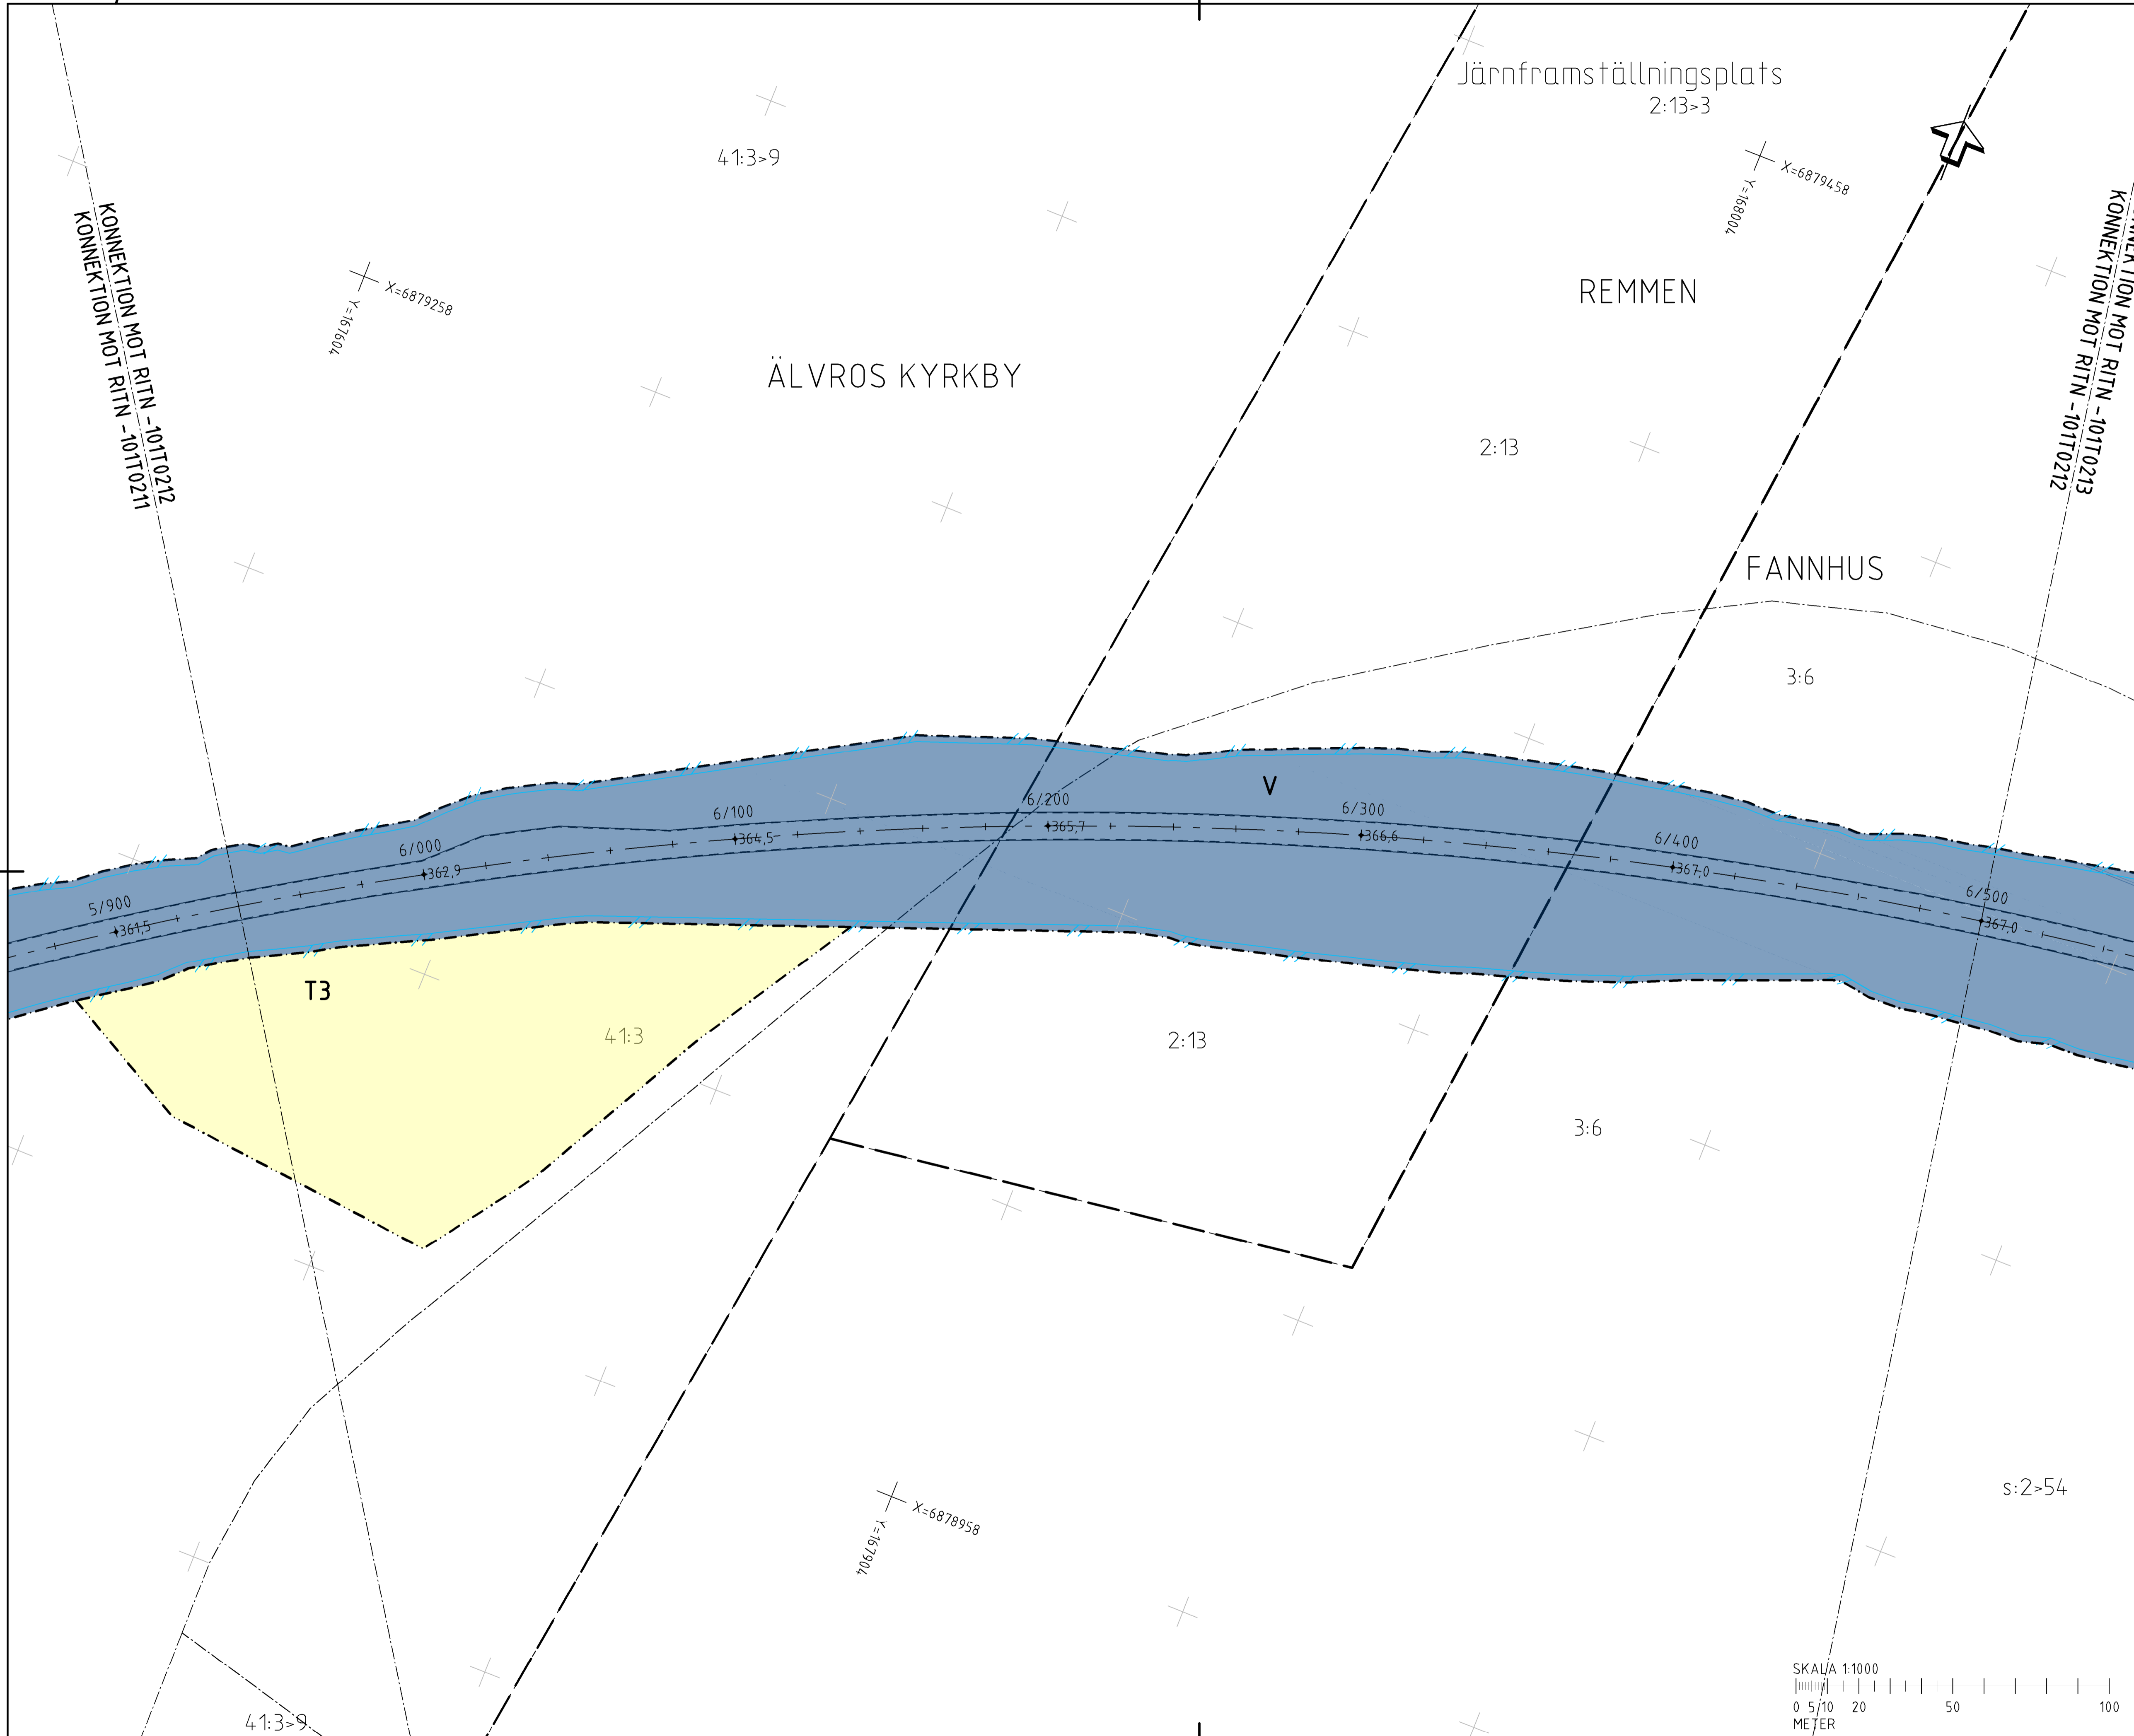 Järnframställningsplats
2:13>3
41:3>9
X=6879458
Y=168004
KONNEKTION MOT RITN -101T0212
KONNEKTION MOT RITN -101T0211
KONNEKTION MOT RITN -101T0213
KONNEKTION MOT RITN -101T0212
X=6879258
Y=167604
REMMEN
ÄLVROS KYRKBY
2:13
FANNHUS
3:6
V
6/100
6/200
6/300
6/400
6/000
6/500
5/900
364,5
365,7
366,6
367,0
362,9
367,0
361,5
T3
41:3
2:13
3:6
s:2>54
X=6878958
Y=167904
41:3>9
SKALA 1:1000
0 5 10 20 50 100
METER